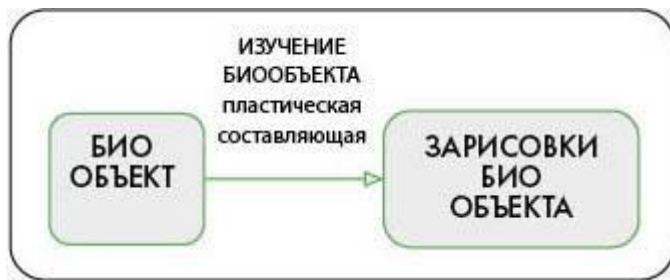 ИЗУЧЕНИЕ
БИООБЪЕКТА
пластическая
составляющая
БИО
ОБЪЕКТ
ЗАРИСОВКИ
БИО
ОБЪЕКТА